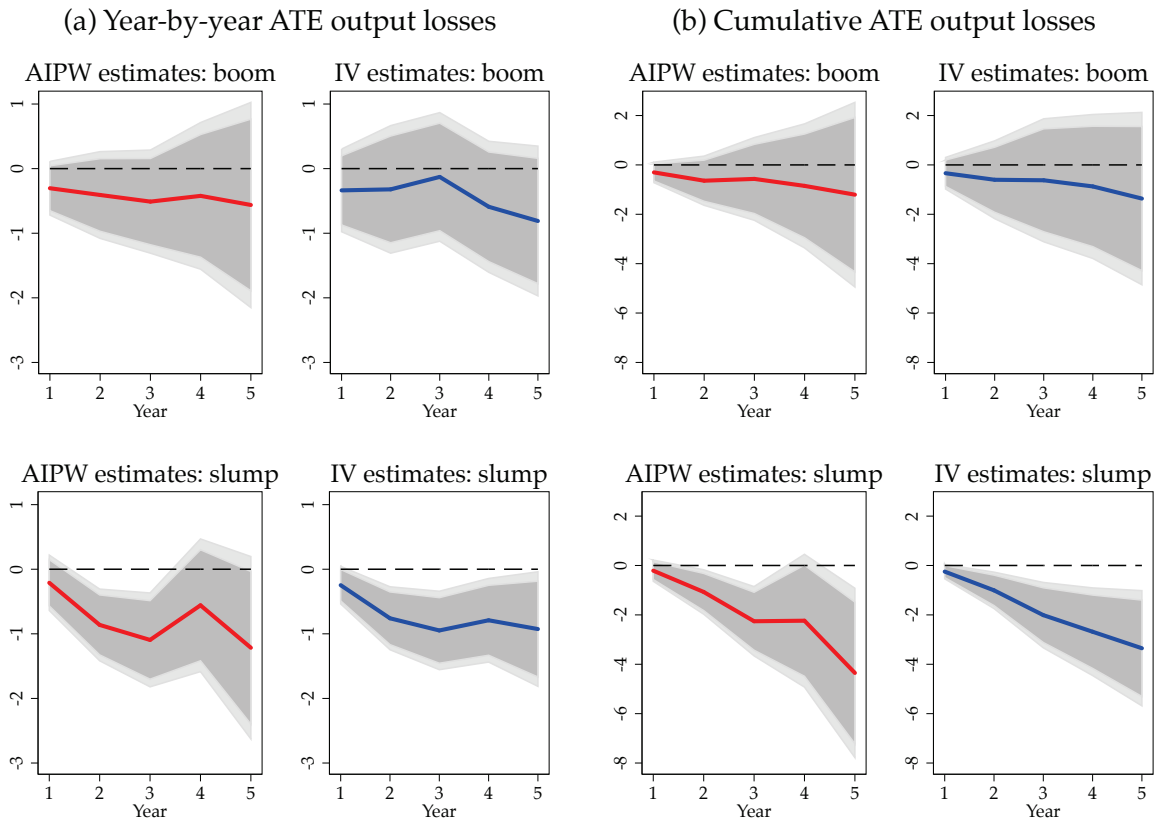 (a) Year-by-year ATE output losses
AIPW estimates: boom
1
0
-1
-2
-3
1 2 3 4 5
Year
IV estimates: boom
1
0
-1
-2
-3
1 2 3 4 5
Year
AIPW estimates: slump
1
0
-1
-2
-3
1 2 3 4 5
Year
IV estimates: slump
1
0
-1
-2
-3
1 2 3 4 5
Year
(b) Cumulative ATE output losses
AIPW estimates: boom
2
0
-2
-4
-6
-8
1 2 3 4 5
Year
IV estimates: boom
2
0
-2
-4
-6
-8
1 2 3 4 5
Year
AIPW estimates: slump
2
0
-2
-4
-6
-8
1 2 3 4 5
Year
IV estimates: slump
2
0
-2
-4
-6
-8
1 2 3 4 5
Year